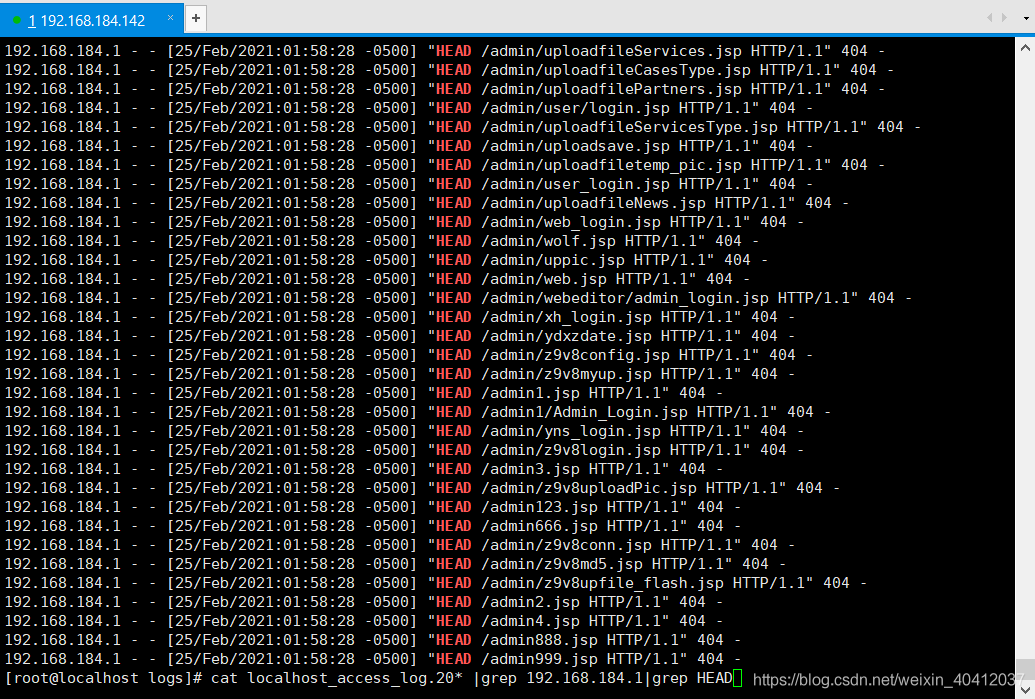 1 192.168.184.142 × +
192.168.184.1 - - [25/Feb/2021:01:58:28 -0500] "HEAD /admin/uploadfileServices.jsp HTTP/1.1" 404 -
192.168.184.1 - - [25/Feb/2021:01:58:28 -0500] "HEAD /admin/uploadfileCasesType.jsp HTTP/1.1" 404 -
192.168.184.1 - - [25/Feb/2021:01:58:28 -0500] "HEAD /admin/uploadfilePartners.jsp HTTP/1.1" 404 -
192.168.184.1 - - [25/Feb/2021:01:58:28 -0500] "HEAD /admin/user/login.jsp HTTP/1.1" 404 -
192.168.184.1 - - [25/Feb/2021:01:58:28 -0500] "HEAD /admin/uploadfileServicesType.jsp HTTP/1.1" 404 -
192.168.184.1 - - [25/Feb/2021:01:58:28 -0500] "HEAD /admin/uploadsave.jsp HTTP/1.1" 404 -
192.168.184.1 - - [25/Feb/2021:01:58:28 -0500] "HEAD /admin/uploadfiletemp_pic.jsp HTTP/1.1" 404 -
192.168.184.1 - - [25/Feb/2021:01:58:28 -0500] "HEAD /admin/user_login.jsp HTTP/1.1" 404 -
192.168.184.1 - - [25/Feb/2021:01:58:28 -0500] "HEAD /admin/uploadfileNews.jsp HTTP/1.1" 404 -
192.168.184.1 - - [25/Feb/2021:01:58:28 -0500] "HEAD /admin/web_login.jsp HTTP/1.1" 404 -
192.168.184.1 - - [25/Feb/2021:01:58:28 -0500] "HEAD /admin/wolf.jsp HTTP/1.1" 404 -
192.168.184.1 - - [25/Feb/2021:01:58:28 -0500] "HEAD /admin/uppic.jsp HTTP/1.1" 404 -
192.168.184.1 - - [25/Feb/2021:01:58:28 -0500] "HEAD /admin/web.jsp HTTP/1.1" 404 -
192.168.184.1 - - [25/Feb/2021:01:58:28 -0500] "HEAD /admin/webeditor/admin_login.jsp HTTP/1.1" 404 -
192.168.184.1 - - [25/Feb/2021:01:58:28 -0500] "HEAD /admin/xh_login.jsp HTTP/1.1" 404 -
192.168.184.1 - - [25/Feb/2021:01:58:28 -0500] "HEAD /admin/ydxzdate.jsp HTTP/1.1" 404 -
192.168.184.1 - - [25/Feb/2021:01:58:28 -0500] "HEAD /admin/z9v8config.jsp HTTP/1.1" 404 -
192.168.184.1 - - [25/Feb/2021:01:58:28 -0500] "HEAD /admin/z9v8myup.jsp HTTP/1.1" 404 -
192.168.184.1 - - [25/Feb/2021:01:58:28 -0500] "HEAD /admin1.jsp HTTP/1.1" 404 -
192.168.184.1 - - [25/Feb/2021:01:58:28 -0500] "HEAD /admin1/Admin_Login.jsp HTTP/1.1" 404 -
192.168.184.1 - - [25/Feb/2021:01:58:28 -0500] "HEAD /admin/yns_login.jsp HTTP/1.1" 404 -
192.168.184.1 - - [25/Feb/2021:01:58:28 -0500] "HEAD /admin/z9v8login.jsp HTTP/1.1" 404 -
192.168.184.1 - - [25/Feb/2021:01:58:28 -0500] "HEAD /admin3.jsp HTTP/1.1" 404 -
192.168.184.1 - - [25/Feb/2021:01:58:28 -0500] "HEAD /admin/z9v8uploadPic.jsp HTTP/1.1" 404 -
192.168.184.1 - - [25/Feb/2021:01:58:28 -0500] "HEAD /admin123.jsp HTTP/1.1" 404 -
192.168.184.1 - - [25/Feb/2021:01:58:28 -0500] "HEAD /admin666.jsp HTTP/1.1" 404 -
192.168.184.1 - - [25/Feb/2021:01:58:28 -0500] "HEAD /admin/z9v8conn.jsp HTTP/1.1" 404 -
192.168.184.1 - - [25/Feb/2021:01:58:28 -0500] "HEAD /admin/z9v8md5.jsp HTTP/1.1" 404 -
192.168.184.1 - - [25/Feb/2021:01:58:28 -0500] "HEAD /admin/z9v8upfile_flash.jsp HTTP/1.1" 404 -
192.168.184.1 - - [25/Feb/2021:01:58:28 -0500] "HEAD /admin2.jsp HTTP/1.1" 404 -
192.168.184.1 - - [25/Feb/2021:01:58:28 -0500] "HEAD /admin4.jsp HTTP/1.1" 404 -
192.168.184.1 - - [25/Feb/2021:01:58:28 -0500] "HEAD /admin888.jsp HTTP/1.1" 404 -
192.168.184.1 - - [25/Feb/2021:01:58:28 -0500] "HEAD /admin999.jsp HTTP/1.1" 404 -
[root@localhost logs]# cat localhost_access_log.20* |grep 192.168.184.1|grep HEAD
https://blog.csdn.net/weixin_40412037